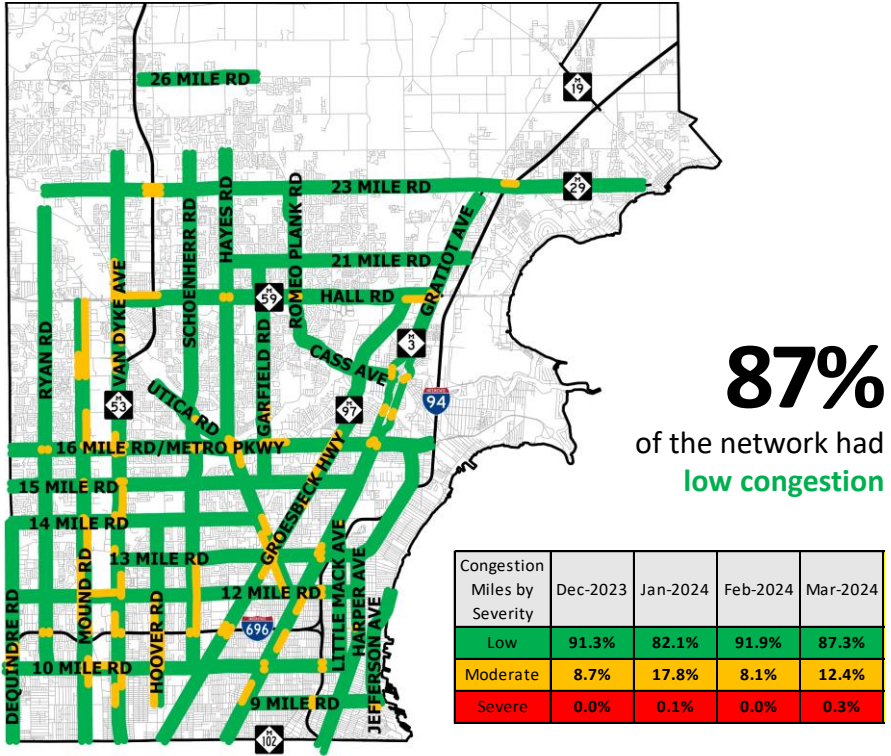 26 MILE RD
M
19
23 MILE RD
M
29
ROMEO PLANK RD
HAYES RD
SCHOENHERR RD
GRATIOT AVE
21 MILE RD
VAN DYKE AVE
M
59
HALL RD
RYAN RD
GARFIELD RD
M
3
CASS AVE
UTICA RD
M
53
M
97
INTERSTATE
94
16 MILE RD/METRO PKWY
GROESBECK HWY
15 MILE RD
14 MILE RD
13 MILE RD
MOUND RD
12 MILE RD
HOOVER RD
LITTLE MACK AVE
HARPER AVE
DEQUINDRE RD
INTERSTATE
696
JEFFERSON AVE
10 MILE RD
9 MILE RD
M
102
87%
of the network had
low congestion
Congestion Miles by Severity Dec-2023 Jan-2024 Feb-2024 Mar-2024
Low 91.3% 82.1% 91.9% 87.3%
Moderate 8.7% 17.8% 8.1% 12.4%
Severe 0.0% 0.1% 0.0% 0.3%